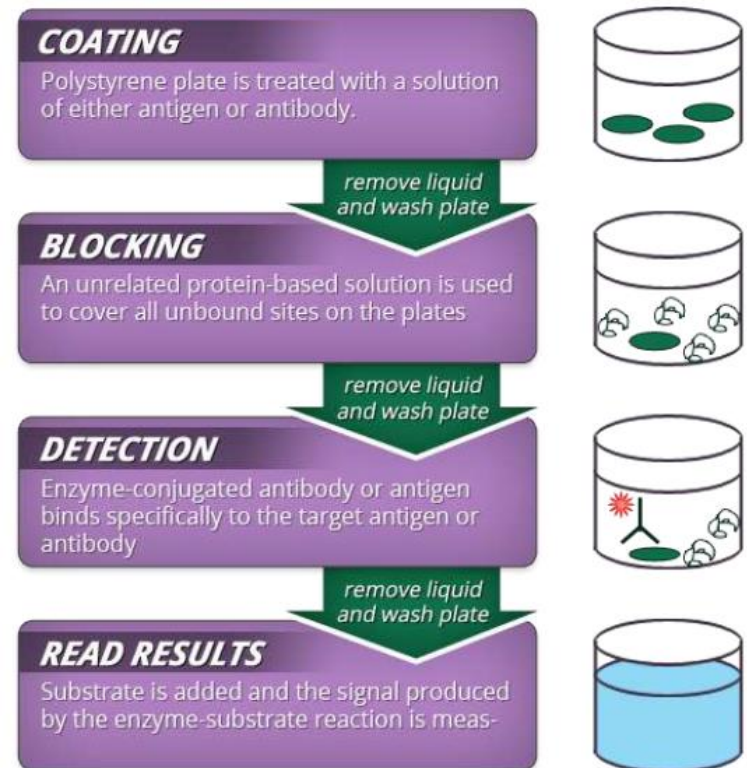 COATING
Polystyrene plate is treated with a solution
of either antigen or antibody.
remove liquid
and wash plate
BLOCKING
An unrelated protein-based solution is used
to cover all unbound sites on the plates
remove liquid
and wash plate
DETECTION
Enzyme-conjugated antibody or antigen
binds specifically to the target antigen or
antibody
remove liquid
and wash plate
READ RESULTS
Substrate is added and the signal produced
by the enzyme-substrate reaction is meas-